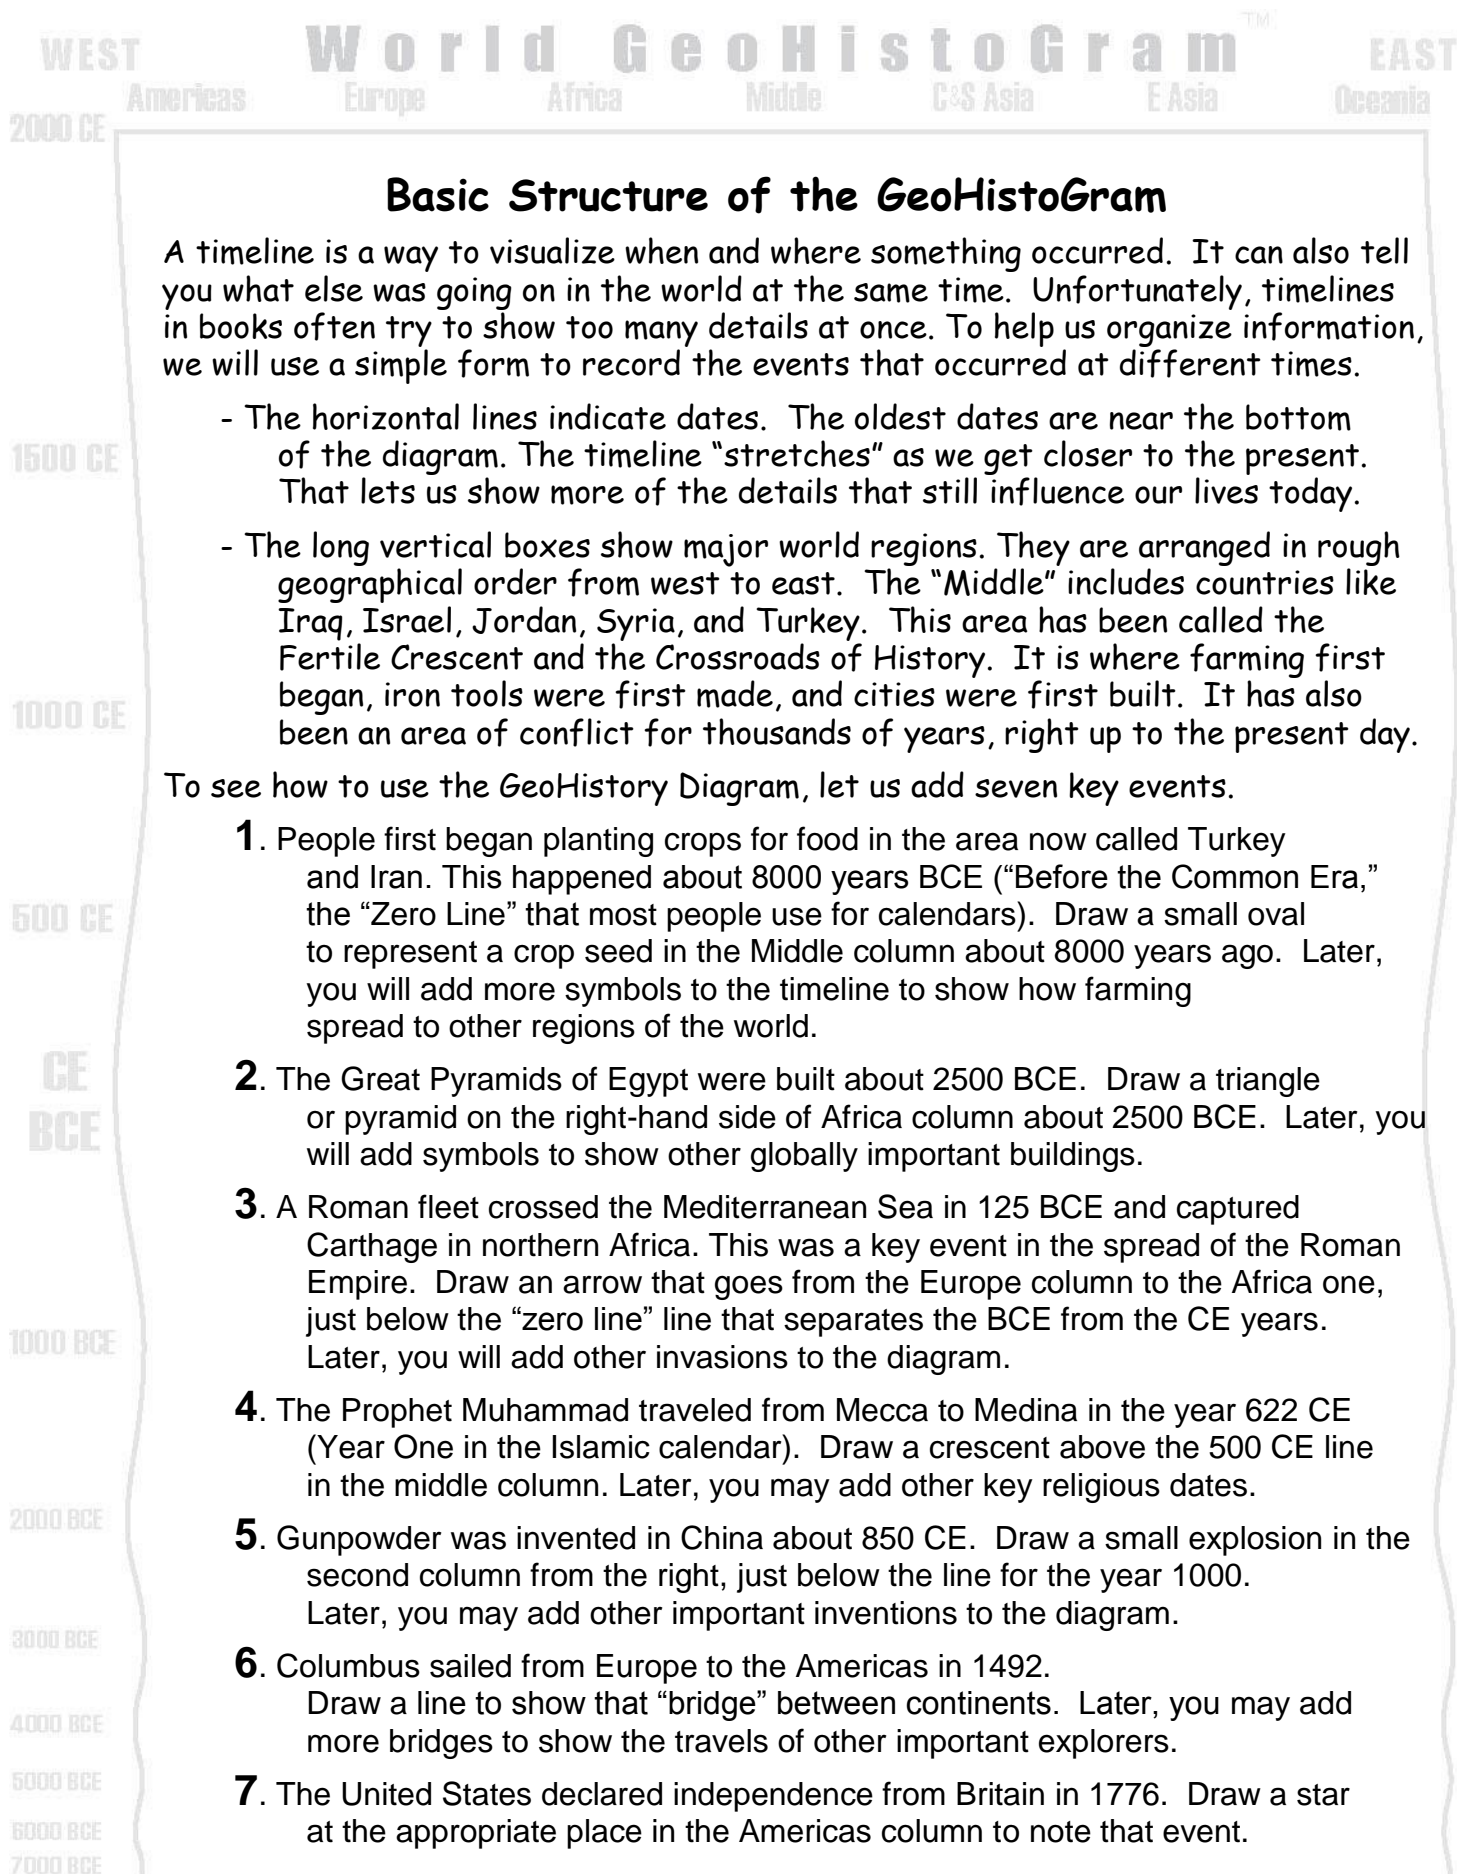 WEST World GeoHistoGram™ EAST
Americas Europe Africa Middle C&S Asia E Asia Oceania
2000 CE
Basic Structure of the GeoHistoGram
A timeline is a way to visualize when and where something occurred. It can also tell
you what else was going on in the world at the same time. Unfortunately, timelines
in books often try to show too many details at once. To help us organize information,
we will use a simple form to record the events that occurred at different times.
- The horizontal lines indicate dates. The oldest dates are near the bottom
1500 CE
of the diagram. The timeline “stretches” as we get closer to the present.
That lets us show more of the details that still influence our lives today.
- The long vertical boxes show major world regions. They are arranged in rough
geographical order from west to east. The “Middle” includes countries like
Iraq, Israel, Jordan, Syria, and Turkey. This area has been called the
Fertile Crescent and the Crossroads of History. It is where farming first
began, iron tools were first made, and cities were first built. It has also
1000 CE
been an area of conflict for thousands of years, right up to the present day.
To see how to use the GeoHistory Diagram, let us add seven key events.
1. People first began planting crops for food in the area now called Turkey
and Iran. This happened about 8000 years BCE (“Before the Common Era,”
500 CE
the “Zero Line” that most people use for calendars). Draw a small oval
to represent a crop seed in the Middle column about 8000 years ago. Later,
you will add more symbols to the timeline to show how farming
spread to other regions of the world.
CE
2. The Great Pyramids of Egypt were built about 2500 BCE. Draw a triangle
or pyramid on the right-hand side of Africa column about 2500 BCE. Later, you
BCE
will add symbols to show other globally important buildings.
3. A Roman fleet crossed the Mediterranean Sea in 125 BCE and captured
Carthage in northern Africa. This was a key event in the spread of the Roman
Empire. Draw an arrow that goes from the Europe column to the Africa one,
just below the “zero line” line that separates the BCE from the CE years.
1000 BCE
Later, you will add other invasions to the diagram.
4. The Prophet Muhammad traveled from Mecca to Medina in the year 622 CE
(Year One in the Islamic calendar). Draw a crescent above the 500 CE line
in the middle column. Later, you may add other key religious dates.
2000 BCE
5. Gunpowder was invented in China about 850 CE. Draw a small explosion in the
second column from the right, just below the line for the year 1000.
Later, you may add other important inventions to the diagram.
3000 BCE
6. Columbus sailed from Europe to the Americas in 1492.
Draw a line to show that “bridge” between continents. Later, you may add
4000 BCE
more bridges to show the travels of other important explorers.
5000 BCE
7. The United States declared independence from Britain in 1776. Draw a star
6000 BCE
at the appropriate place in the Americas column to note that event.
7000 BCE